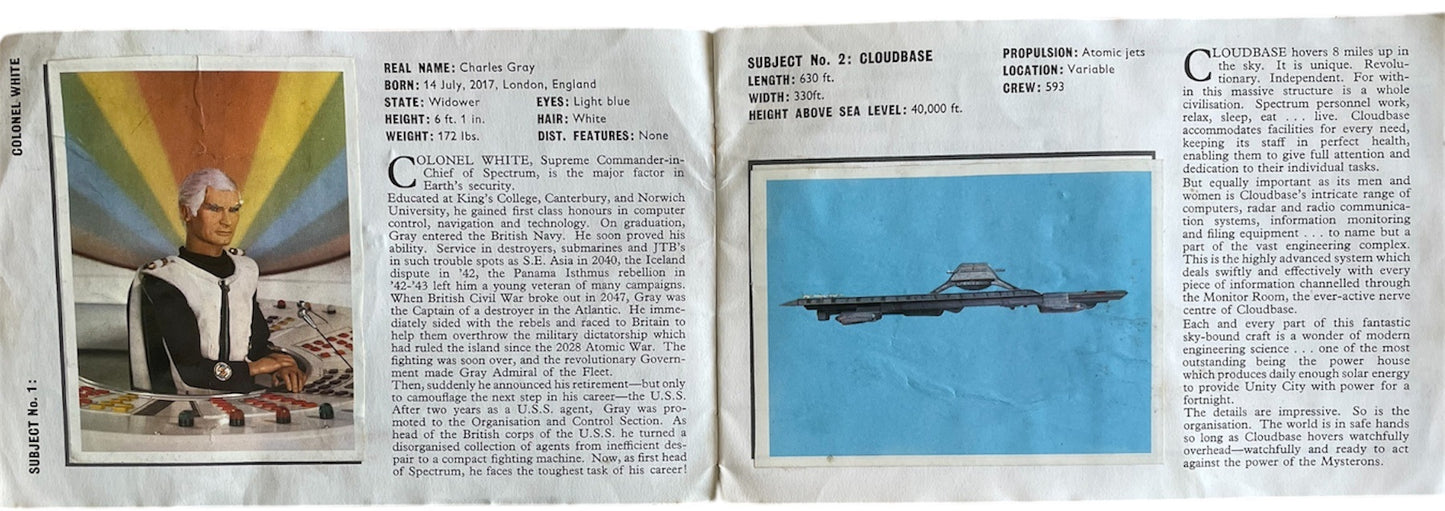 SUBJECT No. 1:
COLONEL WHITE
REAL NAME: Charles Gray
BORN: 14 July, 2017, London, England
STATE: Widower EYES: Light blue
HEIGHT: 6 ft. 1 in. HAIR: White
WEIGHT: 172 lbs. DIST. FEATURES: None
COLONEL WHITE, Supreme Commander-in-
Chief of Spectrum, is the major factor in
Earth's security.
Educated at King's College, Canterbury, and Norwich
University, he gained first class honours in computer
control, navigation and technology. On graduation,
Gray entered the British Navy. He soon proved his
ability. Service in destroyers, submarines and JTB's
in such trouble spots as S.E. Asia in 2040, the Iceland
dispute in '42, the Panama Isthmus rebellion in
'42-'43 left him a young veteran of many campaigns.
When British Civil War broke out in 2047, Gray was
the Captain of a destroyer in the Atlantic. He imme-
diately sided with the rebels and raced to Britain to
help them overthrow the military dictatorship which
had ruled the island since the 2028 Atomic War. The
fighting was soon over, and the revolutionary Govern-
ment made Gray Admiral of the Fleet.
Then, suddenly he announced his retirement—but only
to camouflage the next step in his career—the U.S.S.
After two years as a U.S.S. agent, Gray was pro-
moted to the Organisation and Control Section. As
head of the British corps of the U.S.S. he turned a
disorganised collection of agents from inefficient des-
pair to a compact fighting machine. Now, as first head
of Spectrum, he faces the toughest task of his career!
SUBJECT No. 2: CLOUDBASE
LENGTH: 630 ft.
WIDTH: 330ft.
HEIGHT ABOVE SEA LEVEL: 40,000 ft.
PROPULSION: Atomic jets
LOCATION: Variable
CREW: 593
CLOUDBASE hovers 8 miles up in
the sky. It is unique. Revolu-
tionary. Independent. For with-
in this massive structure is a whole
civilisation. Spectrum personnel work,
relax, sleep, eat . . . live. Cloudbase
accommodates facilities for every need,
keeping its staff in perfect health,
enabling them to give full attention and
dedication to their individual tasks.
But equally important as its men and
women is Cloudbase's intricate range of
computers, radar and radio communica-
tion systems, information monitoring
and filing equipment . . . to name but a
part of the vast engineering complex.
This is the highly advanced system which
deals swiftly and effectively with every
piece of information channelled through
the Monitor Room, the ever-active nerve
centre of Cloudbase.
Each and every part of this fantastic
sky-bound craft is a wonder of modern
engineering science . . . one of the most
outstanding being the power house
which produces daily enough solar energy
to provide Unity City with power for a
fortnight.
The details are impressive. So is the
organisation. The world is in safe hands
so long as Cloudbase hovers watchfully
overhead—watchfully and ready to act
against the power of the Mysterons.